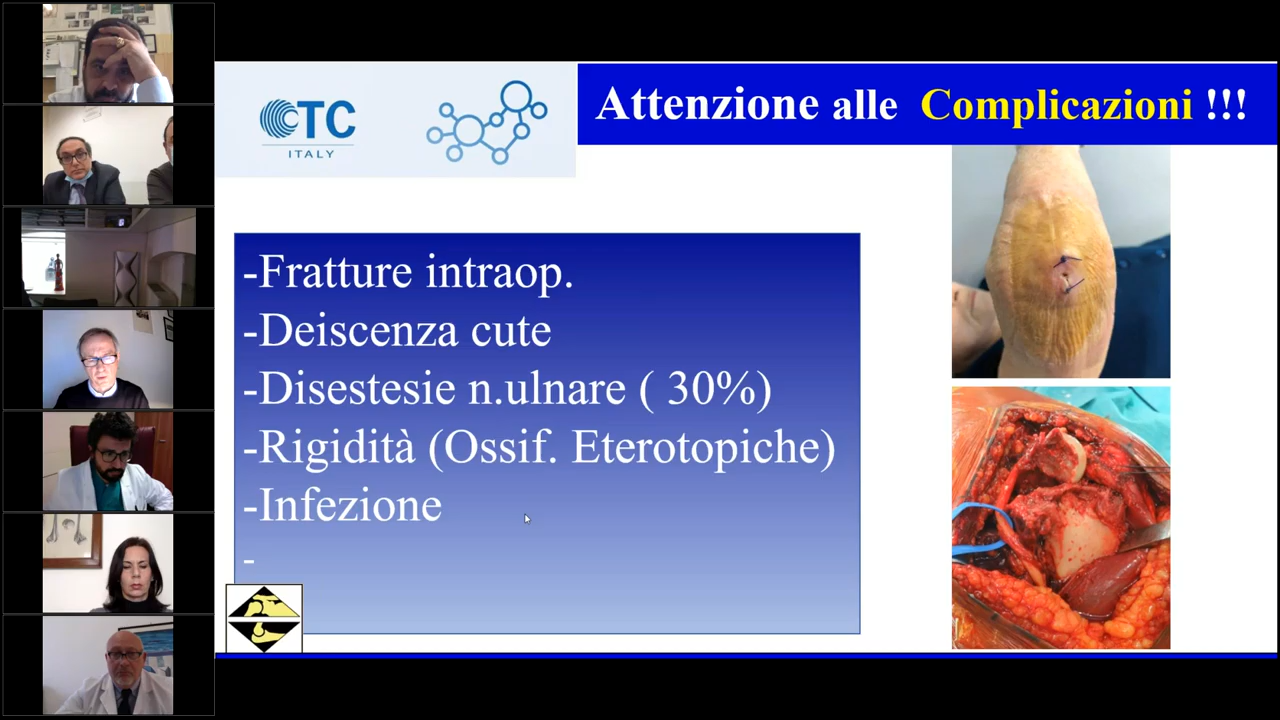 CTC
ITALY
Attenzione alle Complicazioni !!!
-Fratture intraop.
-Deiscenza cute
-Disestesie n.ulnare ( 30%)
-Rigidità (Ossif. Eterotopiche)
-Infezione
-